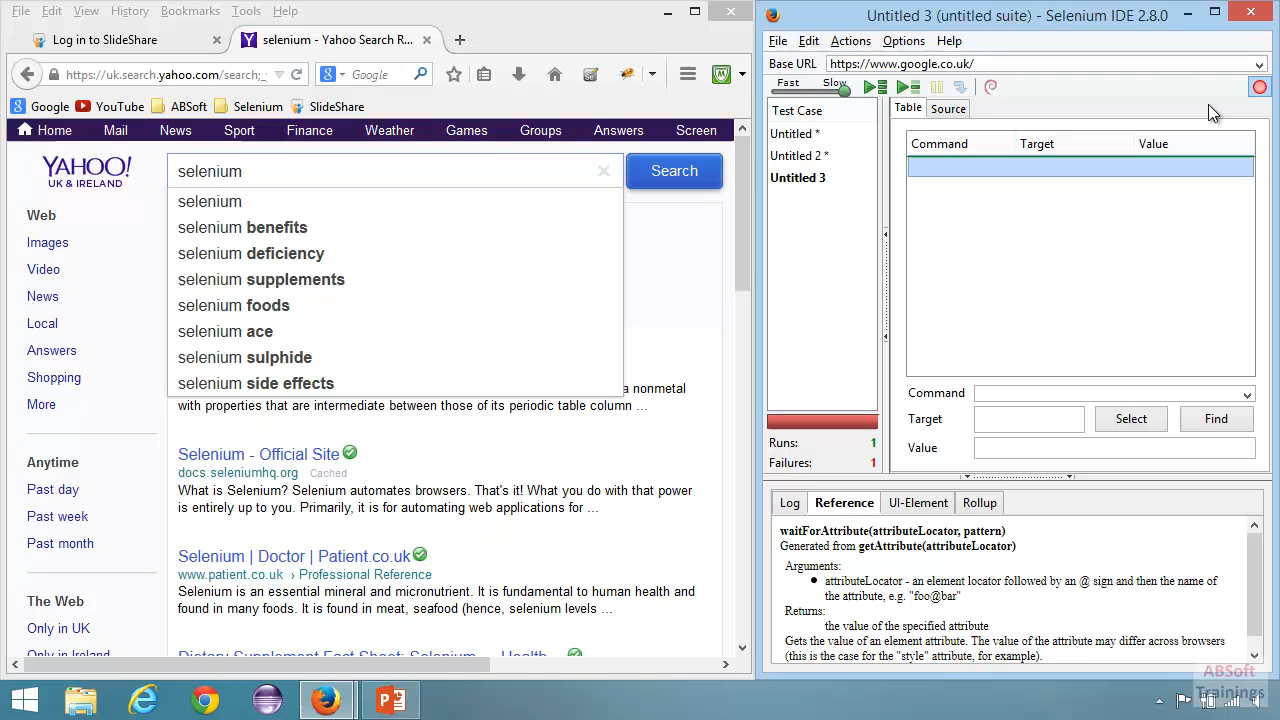 File Edit View History Bookmarks Tools Help
Log in to SlideShare
selenium - Yahoo Search R...
https://uk.search.yahoo.com/search;_
Google
Google YouTube ABSoft Selenium SlideShare
Home Mail News Sport Finance Weather Games Groups Answers Screen
YAHOO!
UK & IRELAND
selenium
Search
selenium
selenium benefits
selenium deficiency
selenium supplements
selenium foods
selenium ace
selenium sulphide
selenium side effects
Web
Images
Video
News
Local
Answers
Shopping
More
Anytime
Past day
Past week
Past month
The Web
Only in UK
Only in Ireland
a nonmetal
with properties that are intermediate between those of its periodic table column ...
Selenium - Official Site
docs.seleniumhq.org Cached
What is Selenium? Selenium automates browsers. That's it! What you do with that power
is entirely up to you. Primarily, it is for automating web applications for ...
Selenium | Doctor | Patient.co.uk
www.patient.co.uk › Professional Reference
Selenium is an essential mineral and micronutrient. It is fundamental to human health and
found in many foods. It is found in meat, seafood (hence, selenium levels ...
Dietary Supplement Fact Sheet: Selenium — Health
Untitled 3 (untitled suite) - Selenium IDE 2.8.0
File Edit Actions Options Help
Base URL https://www.google.co.uk/
Fast Slow
Test Case
Untitled *
Untitled 2 *
Untitled 3
Runs: 1
Failures: 1
Table Source
Command Target Value
Command
Target Select Find
Value
Log Reference UI-Element Rollup
waitForAttribute(attributeLocator, pattern)
Generated from getAttribute(attributeLocator)
Arguments:
attributeLocator - an element locator followed by an @ sign and then the name of
the attribute, e.g. "foo@bar"
Returns:
the value of the specified attribute
Gets the value of an element attribute. The value of the attribute may differ across browsers
(this is the case for the "style" attribute, for example).
ABSoft
Trainings